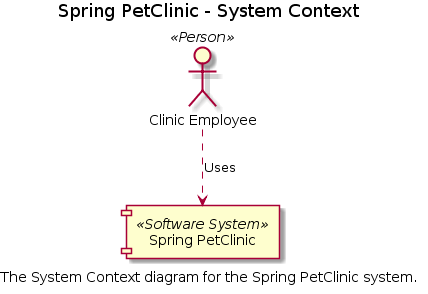 Spring PetClinic - System Context
«Person»
Clinic Employee
Uses
«Software System»
Spring PetClinic
The System Context diagram for the Spring PetClinic system.